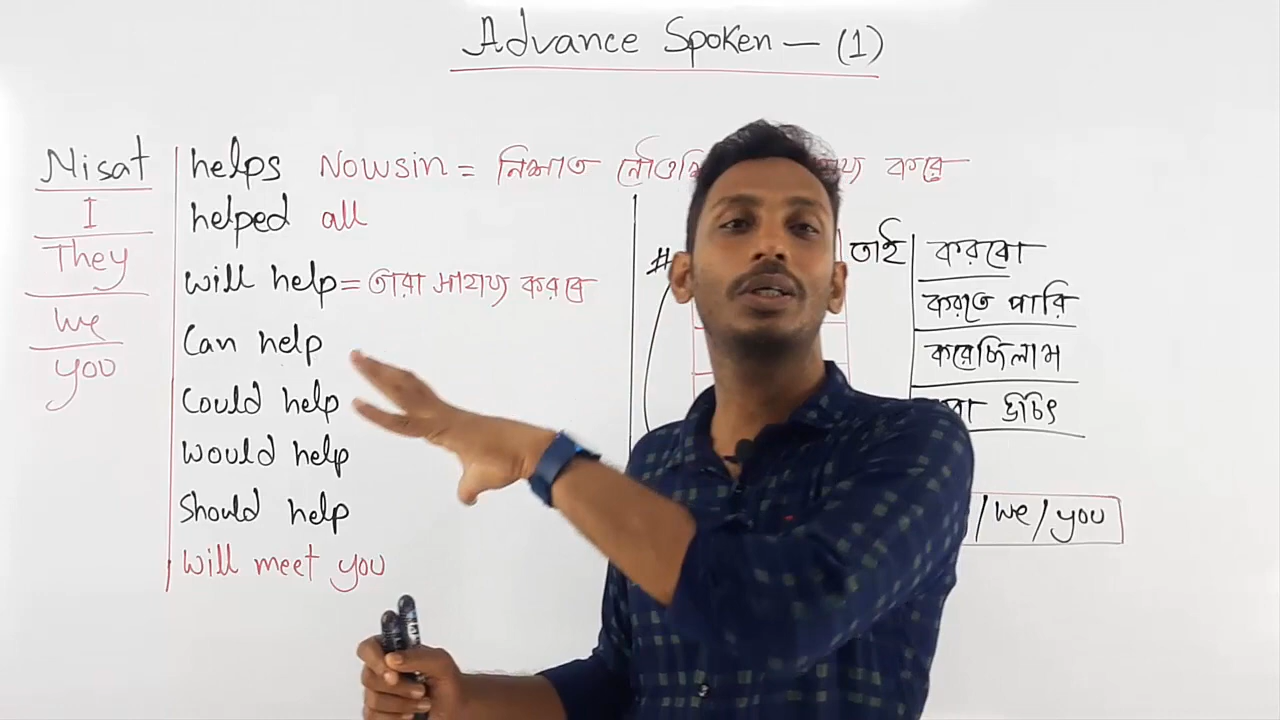 Advance Spoken – (1)
Nisat helps Nowsin = নিশাত করে
I helped all
They will help = তারা সাহায্য করবে
We Can help
you Could help
Would help
Should help
Will meet you
# তাই করবো
করতে পারি
করেছিলাম
উচিৎ
/ we / you